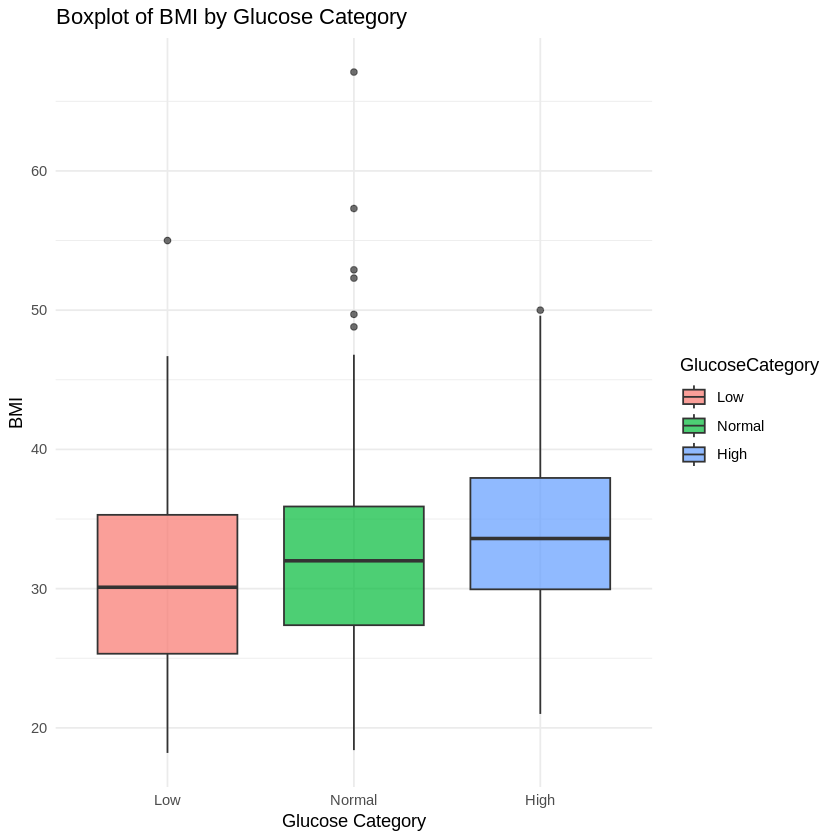 Boxplot of BMI by Glucose Category
60
50
40
30
20
BMI
Low
Normal
High
Glucose Category
GlucoseCategory
Low
Normal
High